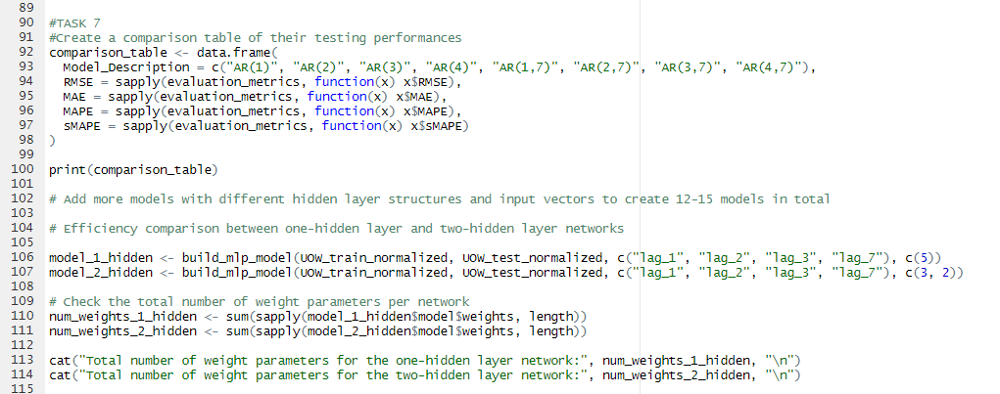 89
90 #TASK 7
91 #Create a comparison table of their testing performances
92 comparison_table <- data.frame(
93   Model_Description = c("AR(1)", "AR(2)", "AR(3)", "AR(4)", "AR(1,7)", "AR(2,7)", "AR(3,7)", "AR(4,7)"),
94   RMSE = sapply(evaluation_metrics, function(x) x$RMSE),
95   MAE = sapply(evaluation_metrics, function(x) x$MAE),
96   MAPE = sapply(evaluation_metrics, function(x) x$MAPE),
97   sMAPE = sapply(evaluation_metrics, function(x) x$sMAPE)
98 )
99
100 print(comparison_table)
101
102 # Add more models with different hidden layer structures and input vectors to create 12-15 models in total
103
104 # Efficiency comparison between one-hidden layer and two-hidden layer networks
105
106 model_1_hidden <- build_mlp_model(UOW_train_normalized, UOW_test_normalized, c("lag_1", "lag_2", "lag_3", "lag_7"), c(5))
107 model_2_hidden <- build_mlp_model(UOW_train_normalized, UOW_test_normalized, c("lag_1", "lag_2", "lag_3", "lag_7"), c(3, 2))
108
109 # Check the total number of weight parameters per network
110 num_weights_1_hidden <- sum(sapply(model_1_hidden$model$weights, length))
111 num_weights_2_hidden <- sum(sapply(model_2_hidden$model$weights, length))
112
113 cat("Total number of weight parameters for the one-hidden layer network:", num_weights_1_hidden, "\n")
114 cat("Total number of weight parameters for the two-hidden layer network:", num_weights_2_hidden, "\n")
115